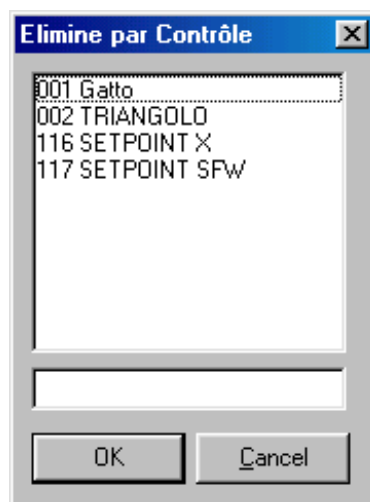 Elimine par Contrôle
001 Gatto
002 TRIANGOLO
116 SETPOINT X
117 SETPOINT SFW
OK
Cancel